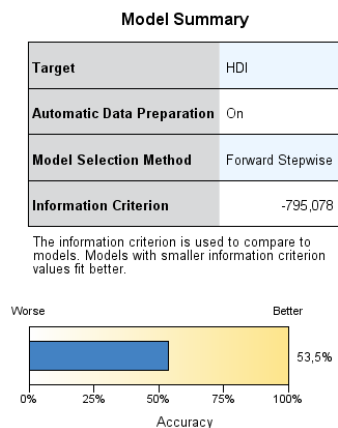 Model Summary
Target HDI
Automatic Data Preparation On
Model Selection Method Forward Stepwise
Information Criterion -795,078
The information criterion is used to compare to
models. Models with smaller information criterion
values fit better.
Worse Better
53,5%
0% 25% 50% 75% 100%
Accuracy